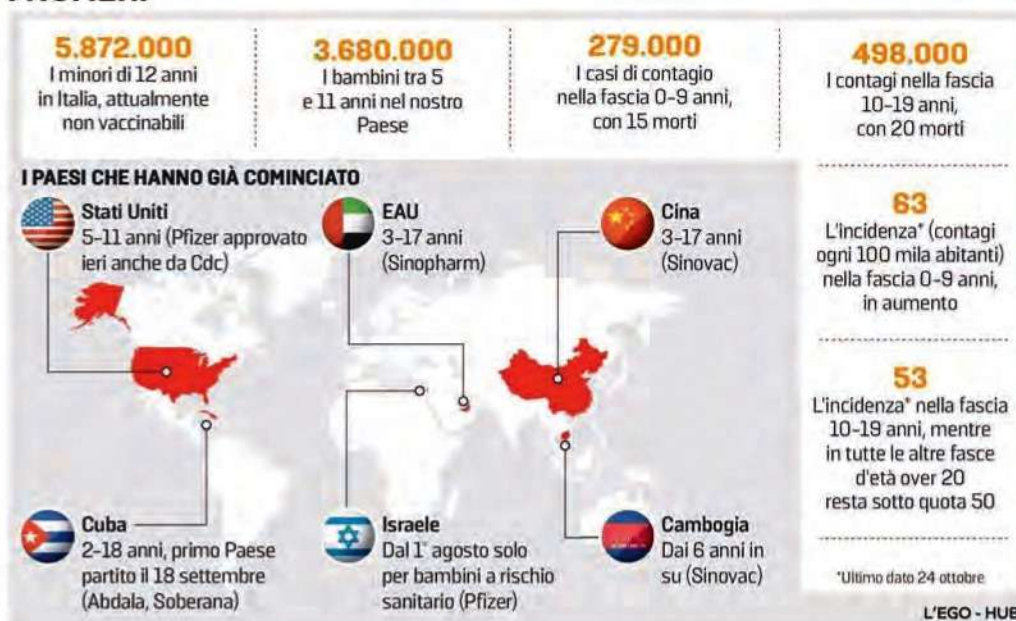 5.872.000
I minori di 12 anni
in Italia, attualmente
non vaccinabili
3.680.000
I bambini tra 5
e 11 anni nel nostro
Paese
279.000
I casi di contagio
nella fascia 0-9 anni,
con 15 morti
498.000
I contagi nella fascia
10-19 anni,
con 20 morti
63
L'incidenza* (contagi
ogni 100 mila abitanti)
nella fascia 0-9 anni,
in aumento
53
L'incidenza* nella fascia
10-19 anni, mentre
in tutte le altre fasce
d'età over 20
resta sotto quota 50
*Ultimo dato 24 ottobre
I PAESI CHE HANNO GIÀ COMINCIATO
Stati Uniti
5-11 anni (Pfizer approvato
ieri anche da Cdc)
EAU
3-17 anni
(Sinopharm)
Cina
3-17 anni
(Sinovac)
Cuba
2-18 anni, primo Paese
partito il 18 settembre
(Abdala, Soberana)
Israele
Dal 1° agosto solo
per bambini a rischio
sanitario (Pfizer)
Cambogia
Dai 6 anni in
su (Sinovac)
L'EGO - HUB